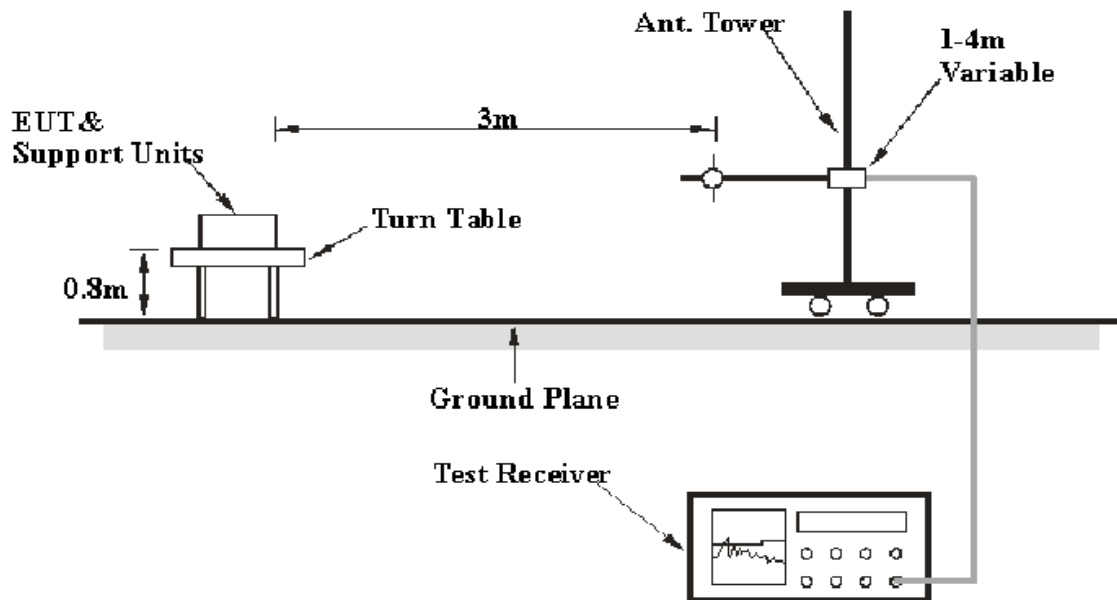 Ant. Tower
1-4m
Variable
3m
EUT&
Support Units
Turn Table
0.8m
Ground Plane
Test Receiver